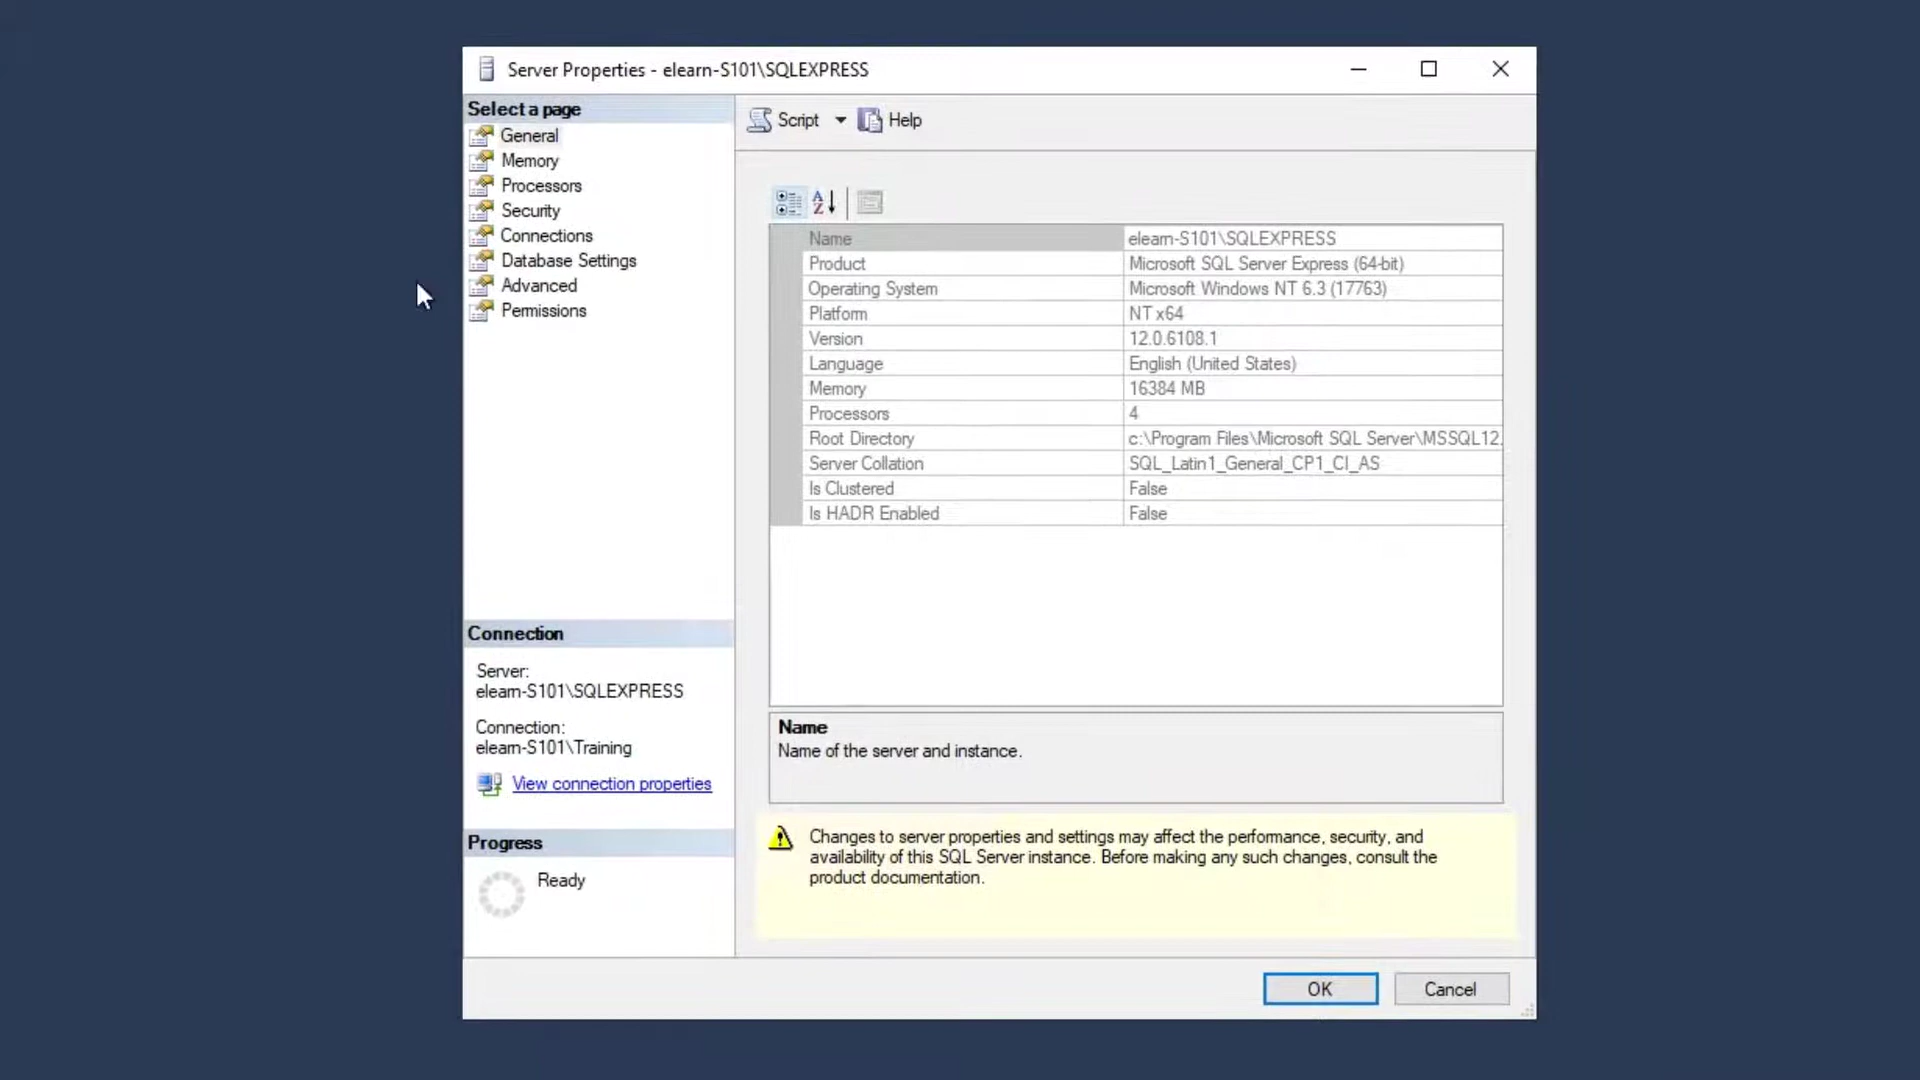 Server Properties - elearn-S101\SQLEXPRESS
Select a page
General
Memory
Processors
Security
Connections
Database Settings
Advanced
Permissions
Script
Help
Name elearn-S101\SQLEXPRESS
Product Microsoft SQL Server Express (64-bit)
Operating System Microsoft Windows NT 6.3 (17763)
Platform NT x64
Version 12.0.6108.1
Language English (United States)
Memory 16384 MB
Processors 4
Root Directory c:\Program Files\Microsoft SQL Server\MSSQL12.
Server Collation SQL_Latin1_General_CP1_CI_AS
Is Clustered False
Is HADR Enabled False
Connection
Server:
elearn-S101\SQLEXPRESS
Connection:
elearn-S101\Training
View connection properties
Progress
Ready
Name
Name of the server and instance.
Changes to server properties and settings may affect the performance, security, and
availability of this SQL Server instance. Before making any such changes, consult the
product documentation.
OK
Cancel